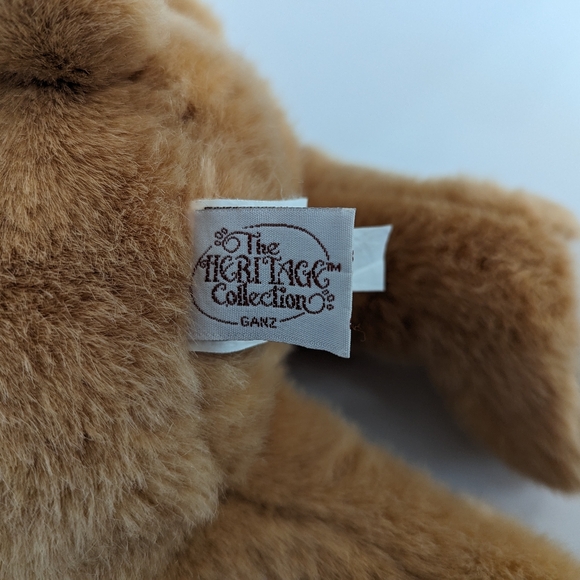 The
HERITAGE™
Collection
GANZ